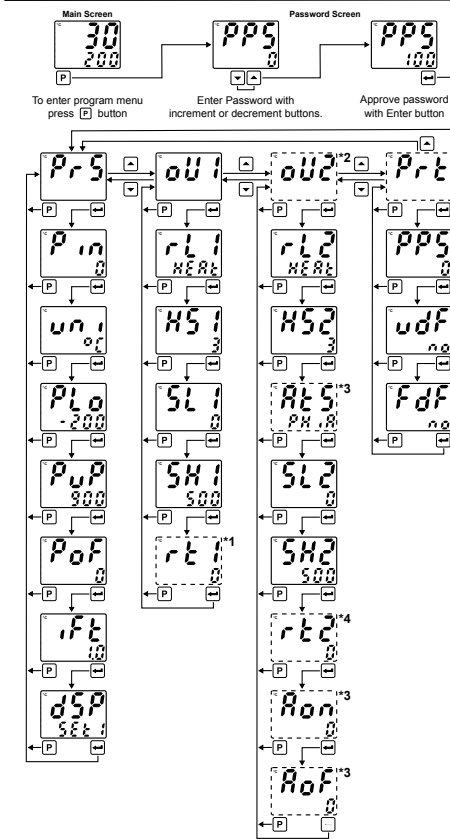 Main Screen
Password Screen
30
200
PPS
0
PPS
100
P
To enter program menu
press P button
Enter Password with
increment or decrement buttons.
Approve password
with Enter button
PrS
oU1
oU2 *2
Prt
P
P
P
P
Pin
0
rL1
HEAt
rL2
HEAt
PPS
0
P
P
P
P
uni
°C
HS1
3
HS2
3
udF
no
P
P
P
P
PLo
-200
SL1
0
AtS *3
PH.A
FdF
no
P
P
P
P
PuP
900
SH1
500
SL2
0
P
P
P
PoF
0
rt1 *1
0
SH2
500
P
P
P
iFt
1.0
rt2 *4
0
P
P
dSP
SEt1
Aon *3
0
P
P
AoF *3
0
P